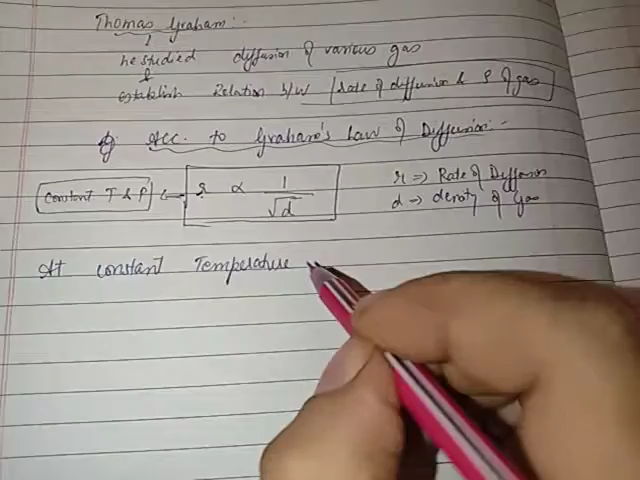 Thomas Graham:-
he studied diffusion of various gas
&
establish Relation b/w rate of diffusion & ρ of gas
Acc. to Graham's Law of Diffusion:-
Constant T & P ← r ∝ 1/√d r => Rate of Diffusion
d → density of Gas
At constant Temperature